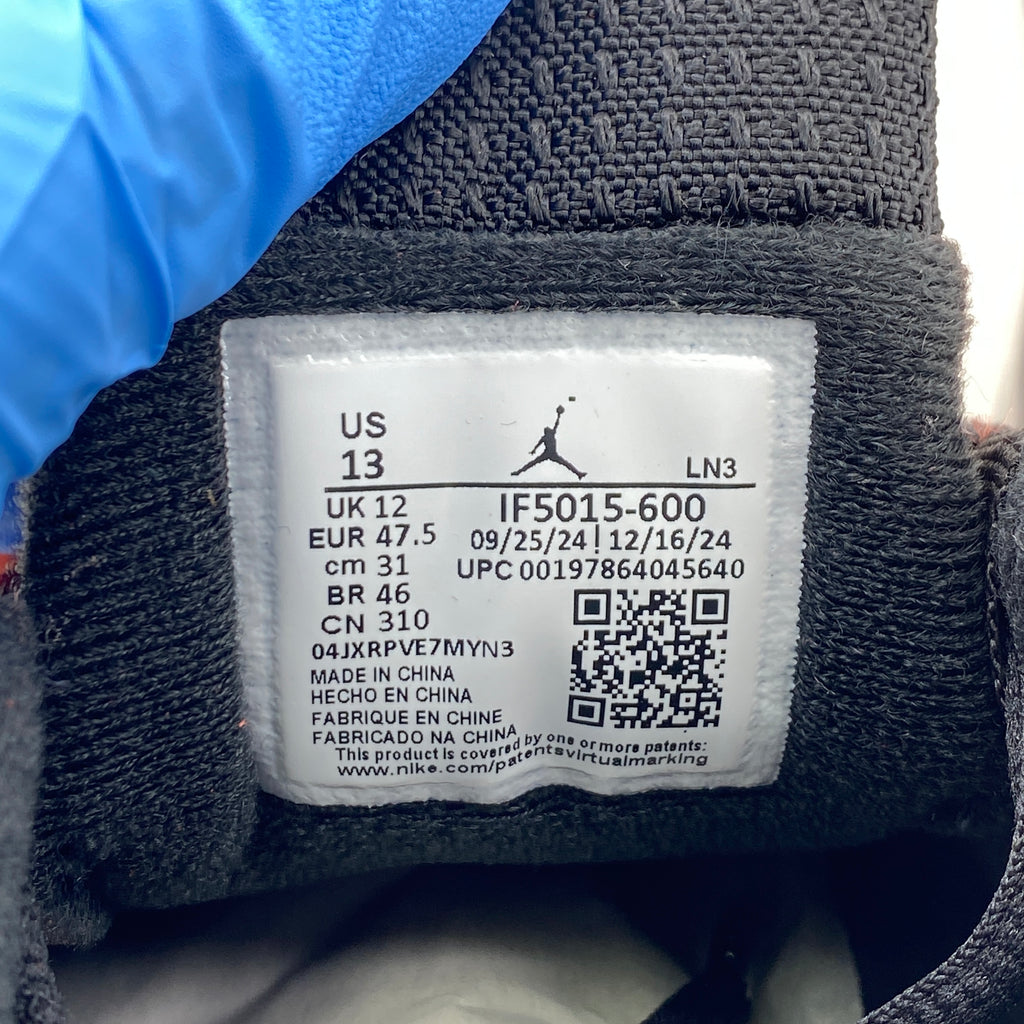 US
13
LN3
UK 12
EUR 47.5
cm 31
BR 46
CN 310
IF5015-600
09/25/24 | 12/16/24
UPC 00197864045640
04JXRPVE7MYN3
MADE IN CHINA
HECHO EN CHINA
FABRIQUE EN CHINE
FABRICADO NA CHINA
This product is covered by one or more patents:
www.nike.com/patentsvirtualmarking